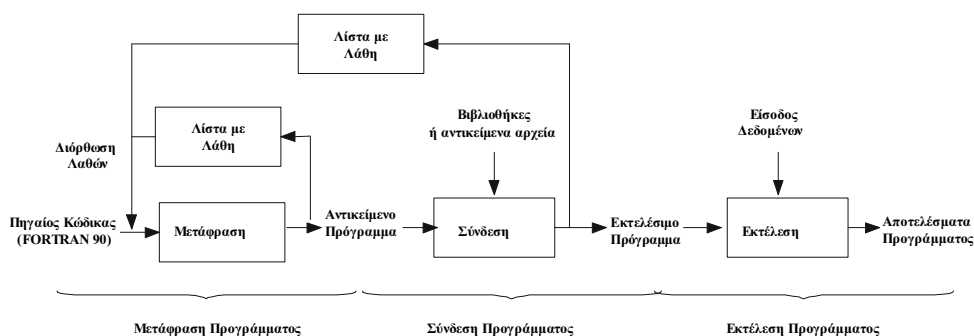 Λίστα με
Λάθη
Βιβλιοθήκες
ή αντικείμενα αρχεία
Είσοδος
Δεδομένων
Λίστα με
Λάθη
Διόρθωση
Λαθών
Πηγαίος Κώδικας
(FORTRAN 90)
Μετάφραση
Αντικείμενο
Πρόγραμμα
Σύνδεση
Εκτελέσιμο
Πρόγραμμα
Εκτέλεση
Αποτελέσματα
Προγράμματος
Μετάφραση Προγράμματος
Σύνδεση Προγράμματος
Εκτέλεση Προγράμματος